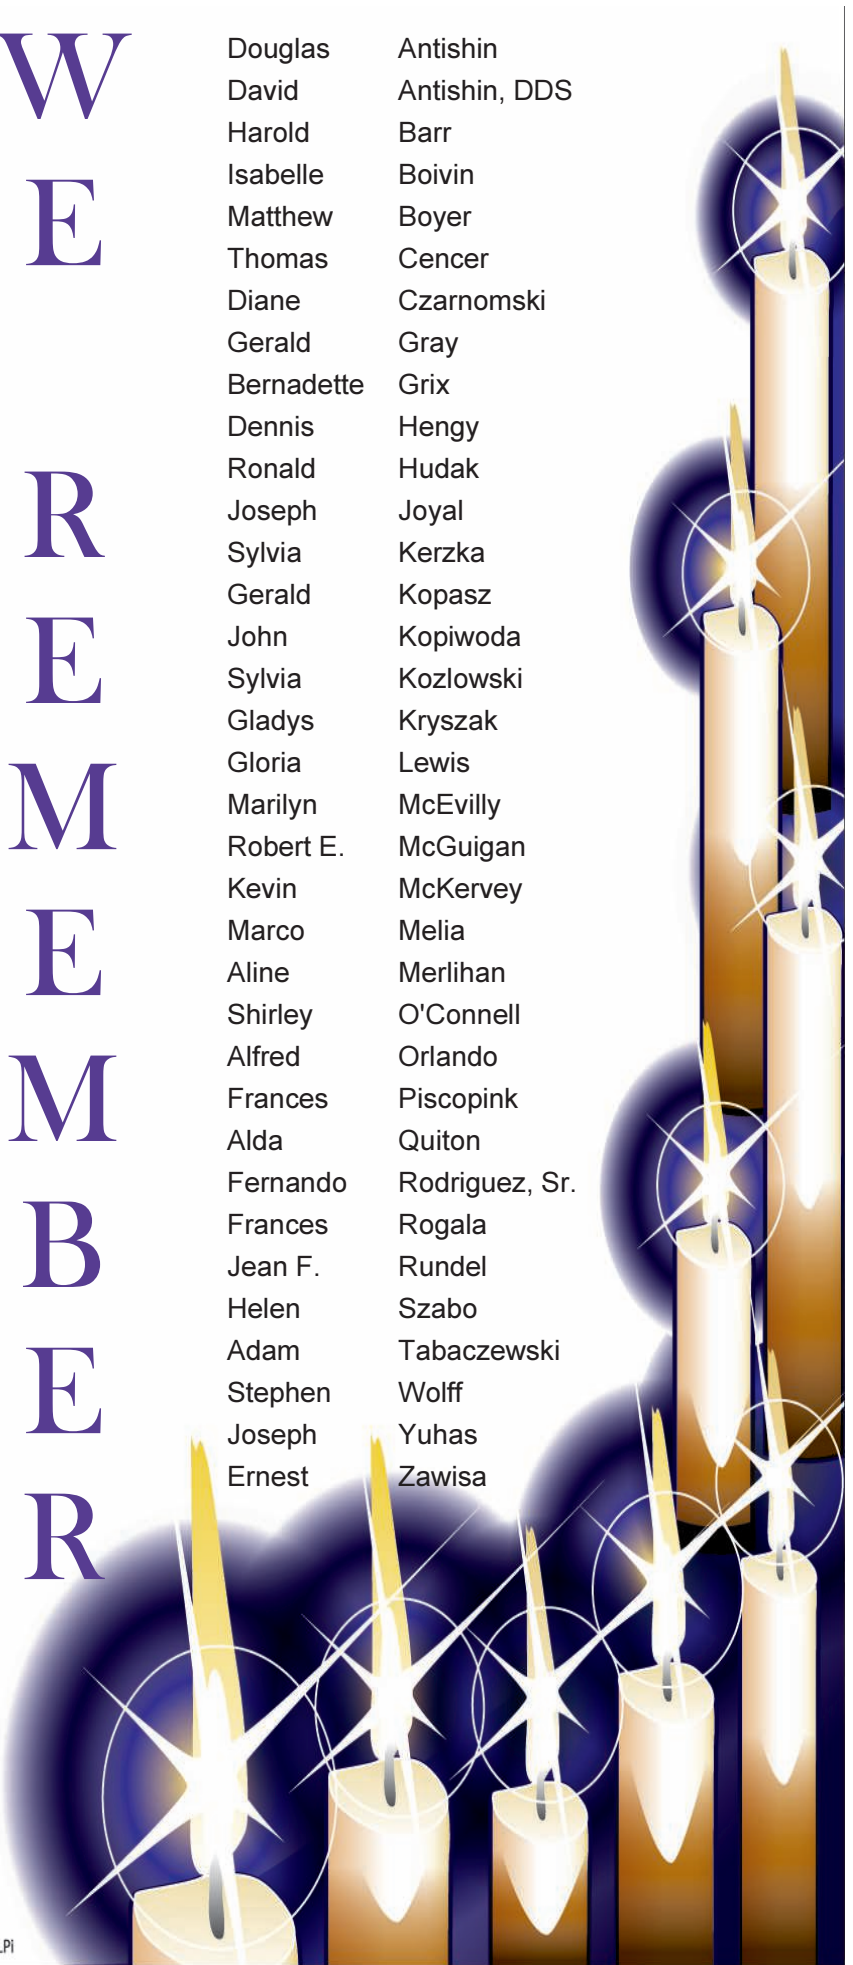 WE REMEMBER
Douglas Antishin
David Antishin, DDS
Harold Barr
Isabelle Boivin
Matthew Boyer
Thomas Cencer
Diane Czarnomski
Gerald Gray
Bernadette Grix
Dennis Hengy
Ronald Hudak
Joseph Joyal
Sylvia Kerzka
Gerald Kopasz
John Kopiwoda
Sylvia Kozlowski
Gladys Kryszak
Gloria Lewis
Marilyn McEvilly
Robert E. McGuigan
Kevin McKervey
Marco Melia
Aline Merlihan
Shirley O'Connell
Alfred Orlando
Frances Piscopink
Alda Quiton
Fernando Rodriguez, Sr.
Frances Rogala
Jean F. Rundel
Helen Szabo
Adam Tabaczewski
Stephen Wolff
Joseph Yuhas
Ernest Zawisa